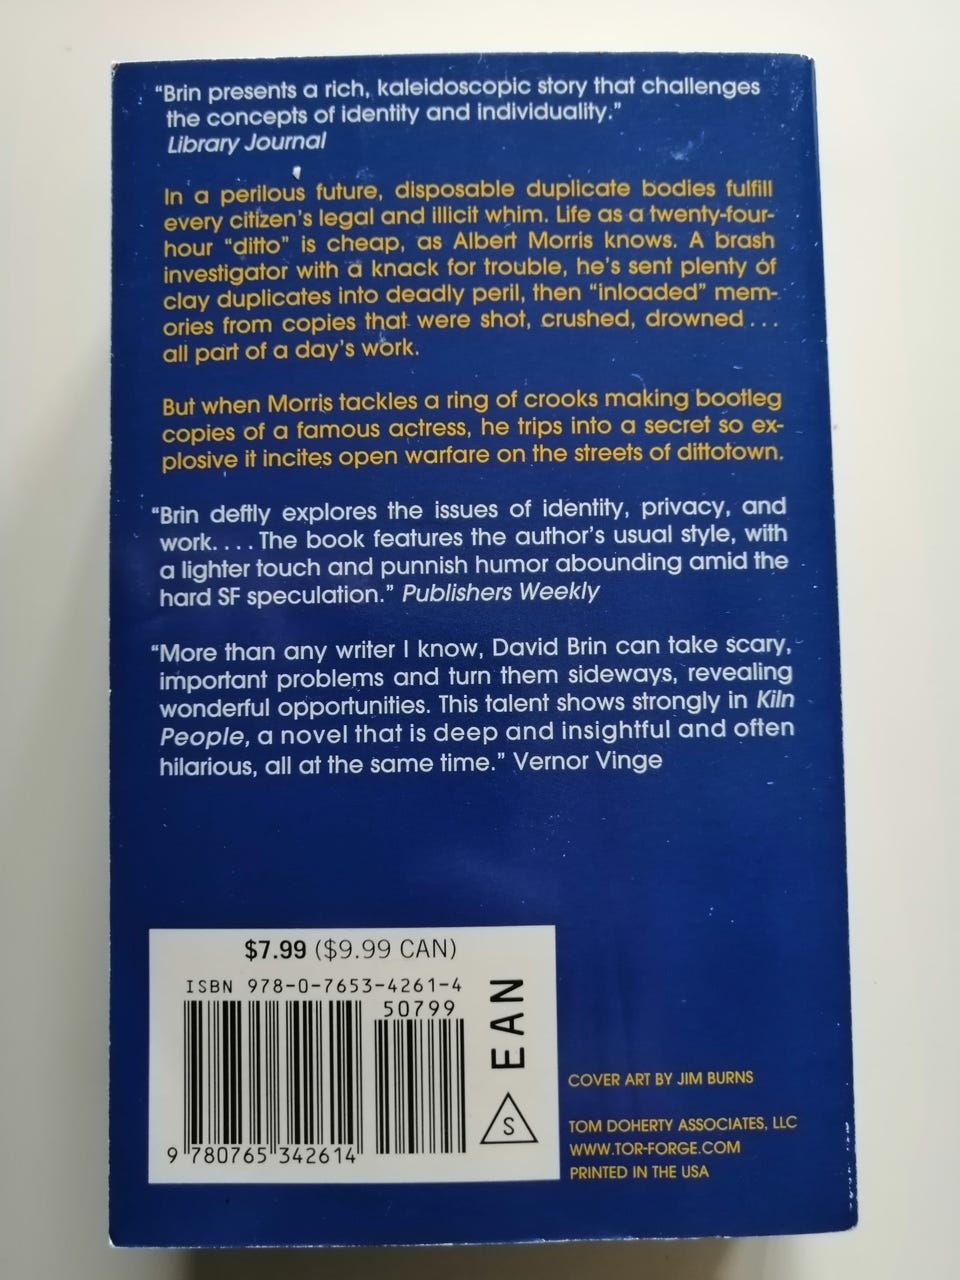 “Brin presents a rich, kaleidoscopic story that challenges
the concepts of identity and individuality.”
Library Journal
In a perilous future, disposable duplicate bodies fulfill
every citizen’s legal and illicit whim. Life as a twenty-four-
hour “ditto” is cheap, as Albert Morris knows. A brash
investigator with a knack for trouble, he’s sent plenty of
clay duplicates into deadly peril, then “inloaded” mem-
ories from copies that were shot, crushed, drowned . . .
all part of a day’s work.
But when Morris tackles a ring of crooks making bootleg
copies of a famous actress, he trips into a secret so ex-
plosive it incites open warfare on the streets of dittotown.
“Brin deftly explores the issues of identity, privacy, and
work. . . . The book features the author’s usual style, with
a lighter touch and punnish humor abounding amid the
hard SF speculation.” Publishers Weekly
“More than any writer I know, David Brin can take scary,
important problems and turn them sideways, revealing
wonderful opportunities. This talent shows strongly in Kiln
People, a novel that is deep and insightful and often
hilarious, all at the same time.” Vernor Vinge
$7.99 ($9.99 CAN)
ISBN 978-0-7653-4261-4
50799
EAN
S
9 780765 342614
COVER ART BY JIM BURNS
TOM DOHERTY ASSOCIATES, LLC
WWW.TOR-FORGE.COM
PRINTED IN THE USA